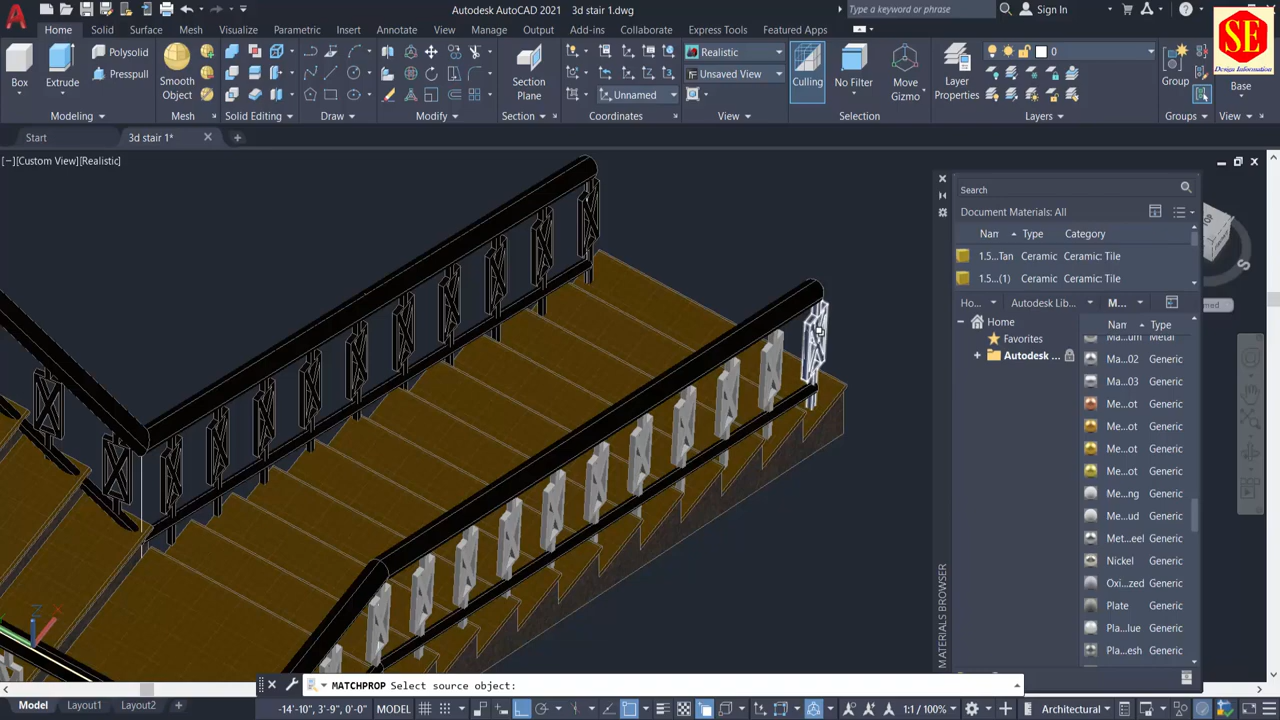 Autodesk AutoCAD 2021 3d stair 1.dwg
Type a keyword or phrase
Sign In
SE
Design Information
Home Solid Surface Mesh Visualize Parametric Insert Annotate View Manage Output Add-ins Collaborate Express Tools Featured Apps
Box
Extrude
Polysolid
Presspull
Smooth
Object
Section
Plane
Realistic
Unsaved View
Unnamed
Culling
No Filter
Move
Gizmo
Layer
Properties
0
Group
Base
Modeling Mesh Solid Editing Draw Modify Section Coordinates View Selection Layers Groups View
Start 3d stair 1*
[−][Custom View][Realistic]
TOP
S
Search
Document Materials: All
Type Category
1.5...Tan Ceramic Ceramic: Tile
1.5...(1) Ceramic Ceramic: Tile
Ho... Autodesk Lib... M...
Home
Favorites
Autodesk ...
Type
Ma...um Metal
Ma...02 Generic
Ma...03 Generic
Me...ot Generic
Me...ot Generic
Me...ot Generic
Me...ot Generic
Me...ng Generic
Me...ud Generic
Met...eel Generic
Nickel Generic
Oxi...zed Generic
Plate Generic
Pla...lue Generic
Pla...esh Generic
MATERIALS BROWSER
Z
X
MATCHPROP Select source object:
Model Layout1 Layout2
-14'-10", 3'-9", 0'-0" MODEL
1:1 / 100%
Architectural